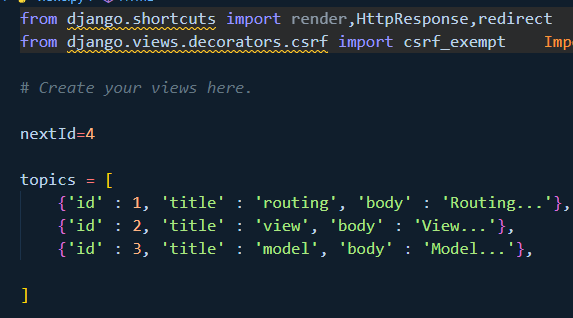 from django.shortcuts import render,HttpResponse,redirect
from django.views.decorators.csrf import csrf_exempt
# Create your views here.
nextId=4
topics = [
{'id' : 1, 'title' : 'routing', 'body' : 'Routing...'},
{'id' : 2, 'title' : 'view', 'body' : 'View...'},
{'id' : 3, 'title' : 'model', 'body' : 'Model...'},
]